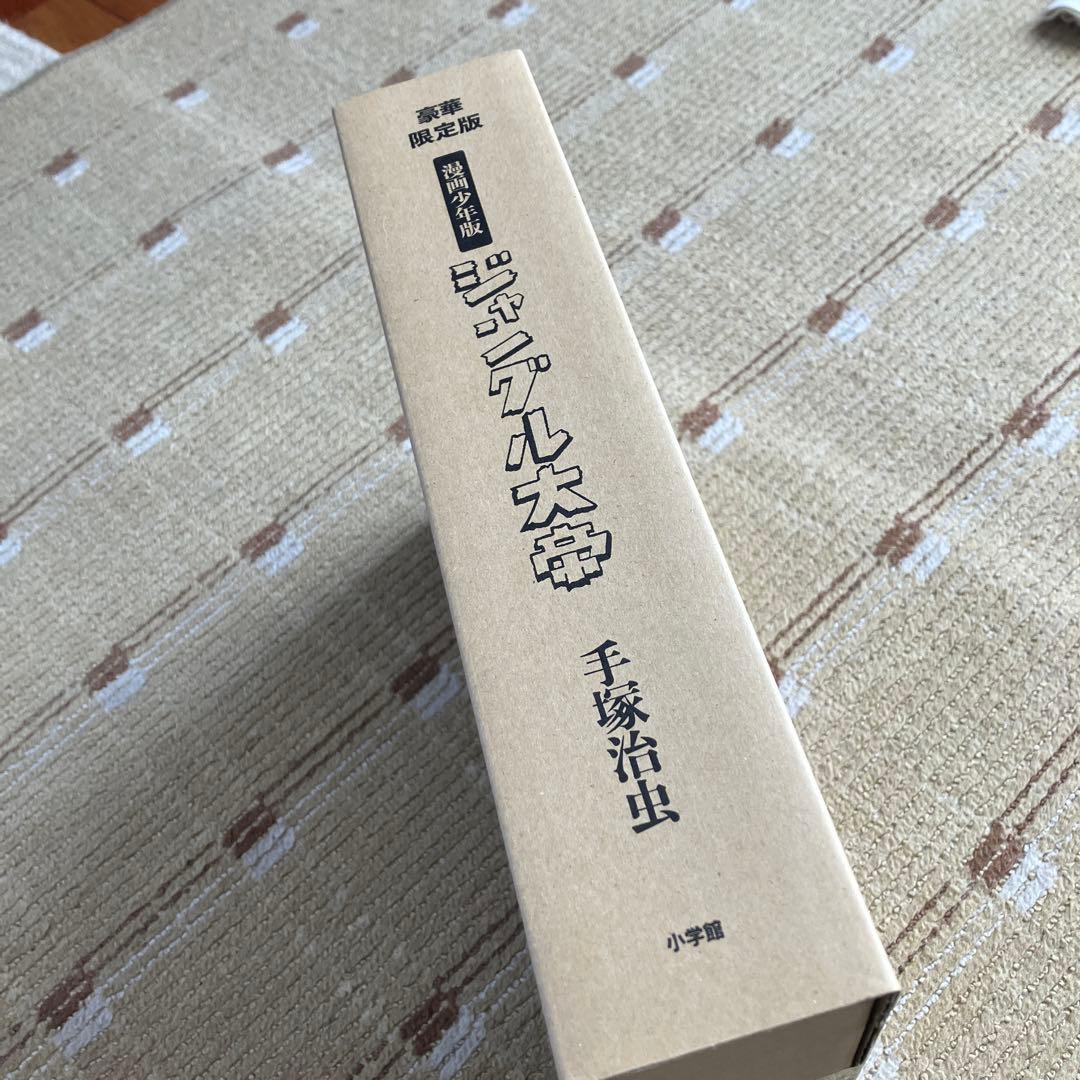 豪華
限定版
漫画少年版
ジャングル大帝
手塚治虫
小学館